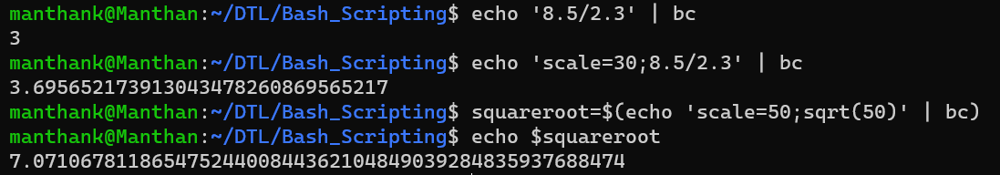 manthank@Manthan:~/DTL/Bash_Scripting$ echo '8.5/2.3' | bc
3
manthank@Manthan:~/DTL/Bash_Scripting$ echo 'scale=30;8.5/2.3' | bc
3.695652173913043478260869565217
manthank@Manthan:~/DTL/Bash_Scripting$ squareroot=$(echo 'scale=50;sqrt(50)' | bc)
manthank@Manthan:~/DTL/Bash_Scripting$ echo $squareroot
7.07106781186547524400844362104849039284835937688474